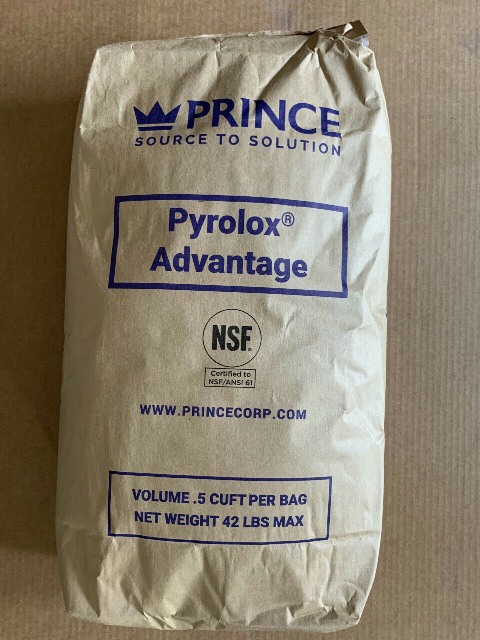 PRINCE
SOURCE TO SOLUTION
Pyrolox®
Advantage
NSF®
Certified to
NSF/ANSI 61
WWW.PRINCECORP.COM
VOLUME .5 CUFT PER BAG
NET WEIGHT 42 LBS MAX